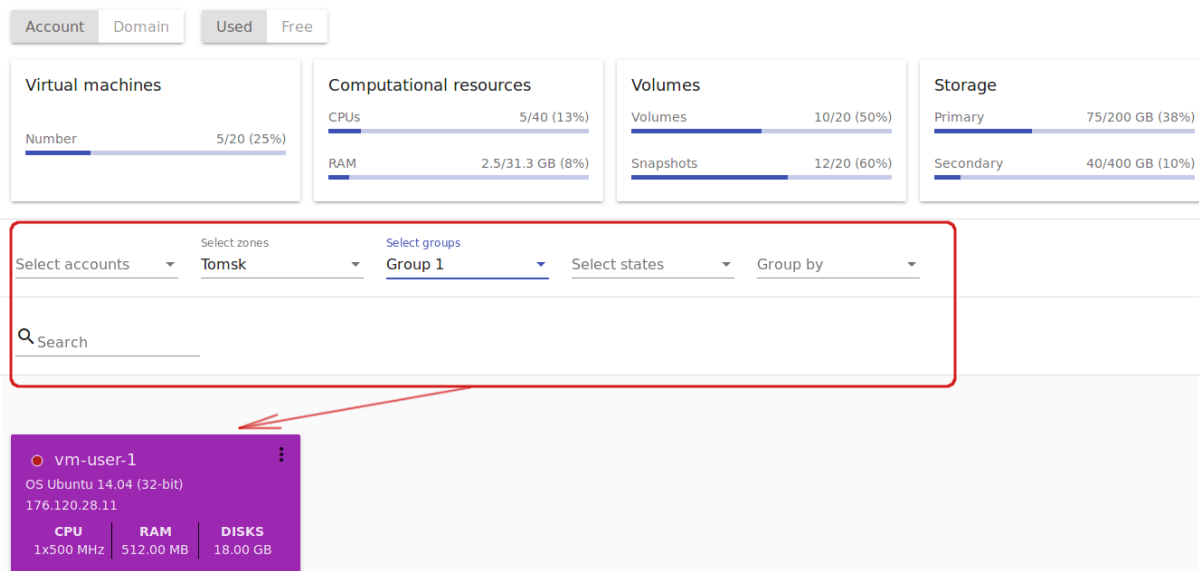 Account Domain Used Free
Virtual machines
Number 5/20 (25%)
Computational resources
CPUs 5/40 (13%)
RAM 2.5/31.3 GB (8%)
Volumes
Volumes 10/20 (50%)
Snapshots 12/20 (60%)
Storage
Primary 75/200 GB (38%)
Secondary 40/400 GB (10%)
Select accounts
Select zones
Tomsk
Select groups
Group 1
Select states
Group by
Search
vm-user-1
OS Ubuntu 14.04 (32-bit)
176.120.28.11
CPU RAM DISKS
1x500 MHz 512.00 MB 18.00 GB